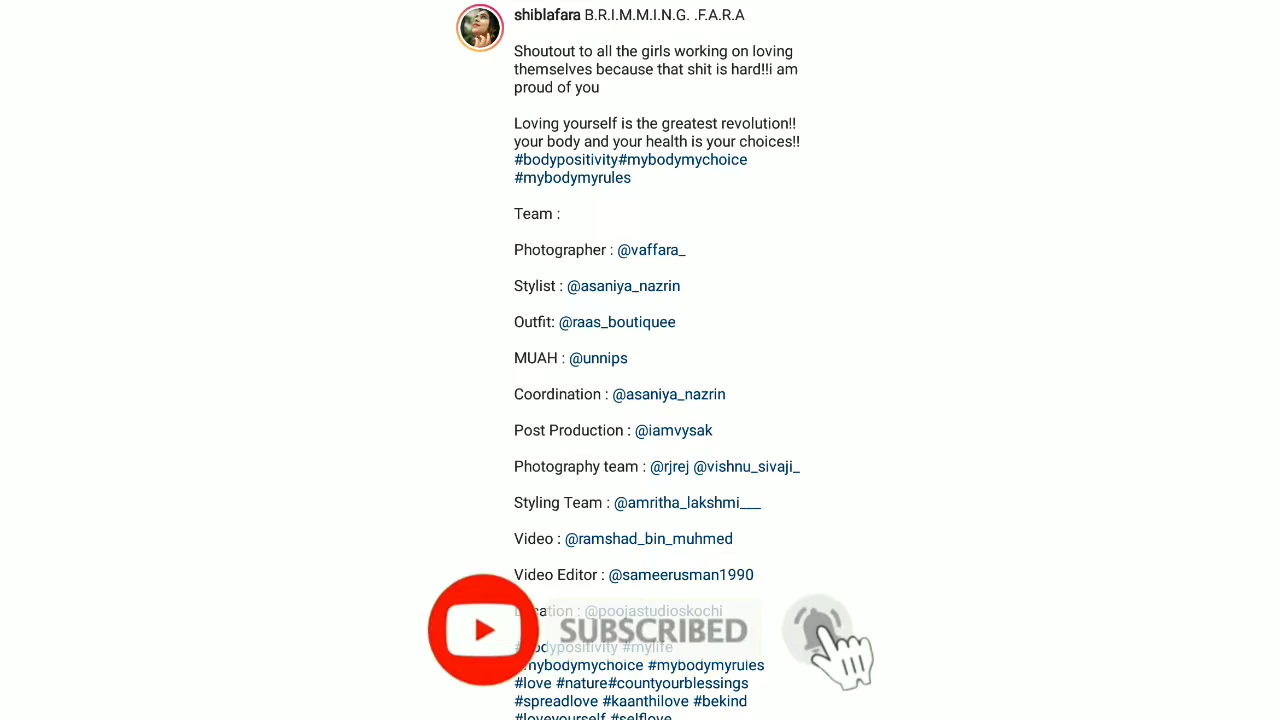 shiblafara B.R.I.M.M.I.N.G. .F.A.R.A
Shoutout to all the girls working on loving
themselves because that shit is hard!!i am
proud of you
Loving yourself is the greatest revolution!!
your body and your health is your choices!!
#bodypositivity#mybodymychoice
#mybodymyrules
Team :
Photographer : @vaffara_
Stylist : @asaniya_nazrin
Outfit: @raas_boutiquee
MUAH : @unnips
Coordination : @asaniya_nazrin
Post Production : @iamvysak
Photography team : @rjrej @vishnu_sivaji_
Styling Team : @amritha_lakshmi___
Video : @ramshad_bin_muhmed
Video Editor : @sameerusman1990
Location : @poojastudioskochi
SUBSCRIBED
#bodypositivity #mylife
#mybodymychoice #mybodymyrules
#love #nature#countyourblessings
#spreadlove #kaanthilove #bekind
#loveyourself #selflove